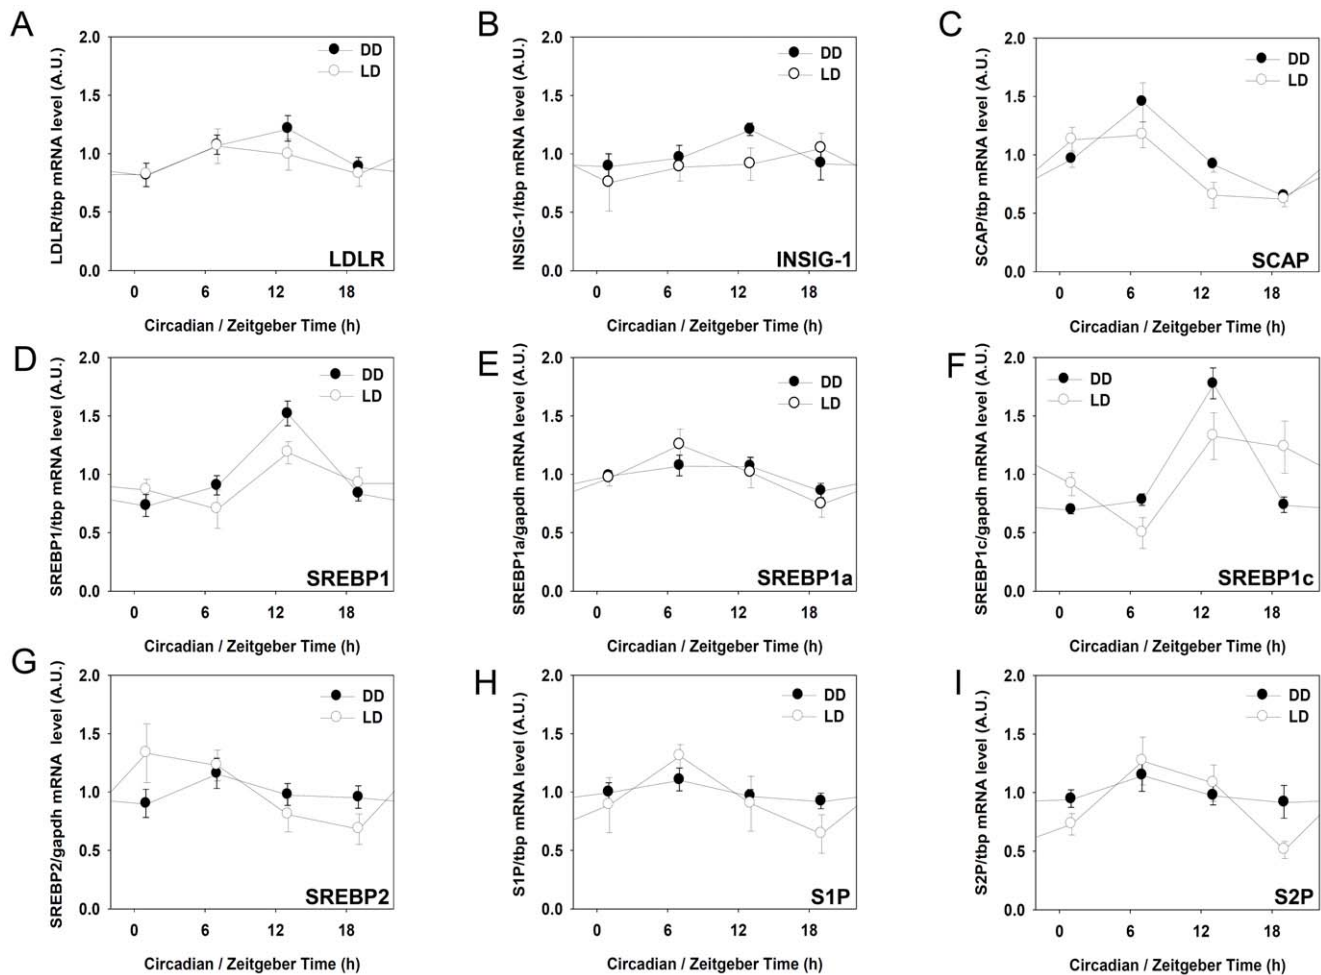 A
LDLR/tbp mRNA level (A.U.)
2.0
1.5
1.0
0.5
0.0
DD
LD
LDLR
0 6 12 18
Circadian / Zeitgeber Time (h)
B
INSIG-1/tbp mRNA level (A.U.)
2.0
1.5
1.0
0.5
0.0
DD
LD
INSIG-1
0 6 12 18
Circadian / Zeitgeber Time (h)
C
SCAP/tbp mRNA level (A.U.)
2.0
1.5
1.0
0.5
0.0
DD
LD
SCAP
0 6 12 18
Circadian / Zeitgeber Time (h)
D
SREBP1/tbp mRNA level (A.U.)
2.0
1.5
1.0
0.5
0.0
DD
LD
SREBP1
0 6 12 18
Circadian / Zeitgeber Time (h)
E
SREBP1a/gapdh mRNA level (A.U.)
2.0
1.5
1.0
0.5
0.0
DD
LD
SREBP1a
0 6 12 18
Circadian / Zeitgeber Time (h)
F
SREBP1c/gapdh mRNA level (A.U.)
2.0
1.5
1.0
0.5
0.0
DD
LD
SREBP1c
0 6 12 18
Circadian / Zeitgeber Time (h)
G
SREBP2/gapdh mRNA level (A.U.)
2.0
1.5
1.0
0.5
0.0
DD
LD
SREBP2
0 6 12 18
Circadian / Zeitgeber Time (h)
H
S1P/tbp mRNA level (A.U.)
2.0
1.5
1.0
0.5
0.0
DD
LD
S1P
0 6 12 18
Circadian / Zeitgeber Time (h)
I
S2P/tbp mRNA level (A.U.)
2.0
1.5
1.0
0.5
0.0
DD
LD
S2P
0 6 12 18
Circadian / Zeitgeber Time (h)